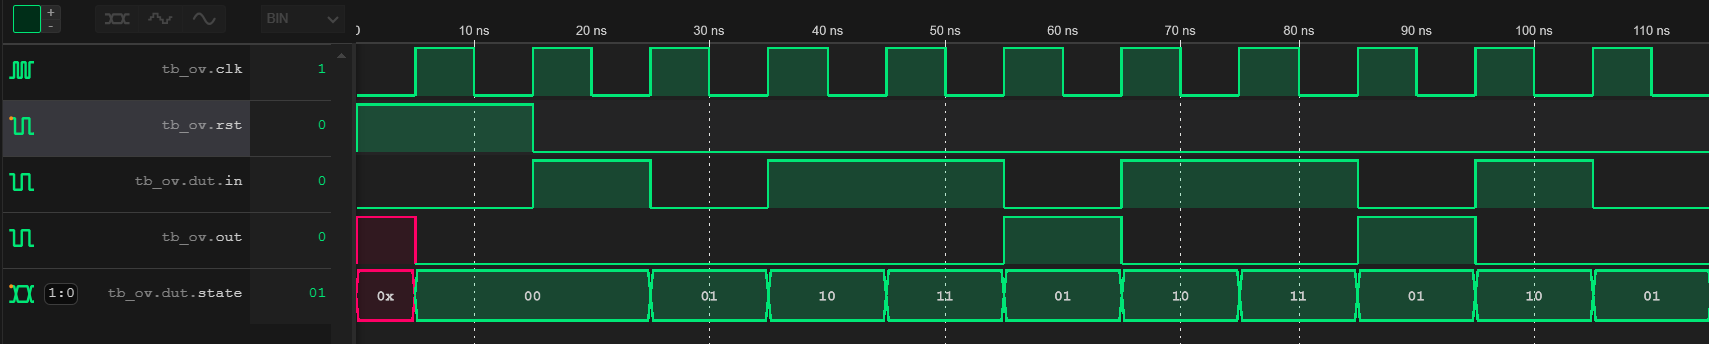 +
-
BIN
0 10 ns 20 ns 30 ns 40 ns 50 ns 60 ns 70 ns 80 ns 90 ns 100 ns 110 ns
tb_ov.clk 1
tb_ov.rst 0
tb_ov.dut.in 0
tb_ov.out 0
1:0 tb_ov.dut.state 01 0x 00 01 10 11 01 10 11 01 10 01